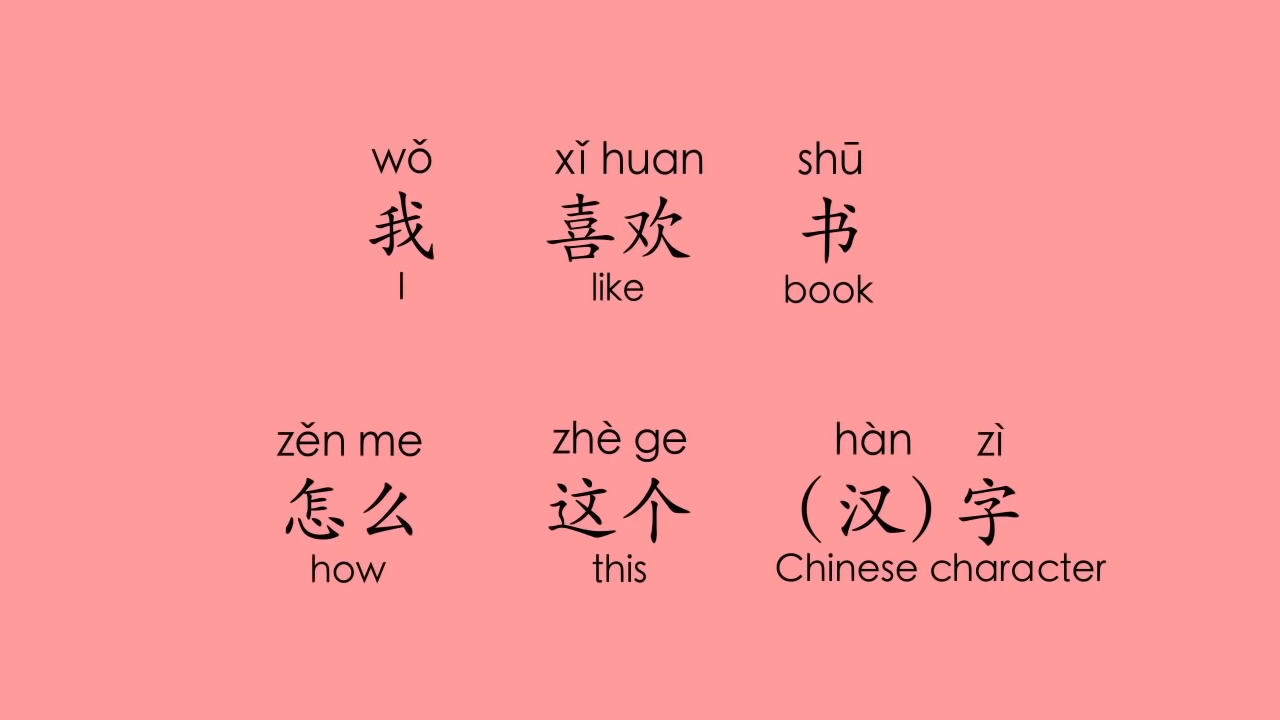 wǒ xǐ huan shū
我 喜欢 书
I like book
zěn me zhè ge hàn zì
怎么 这个 (汉)字
how this Chinese character